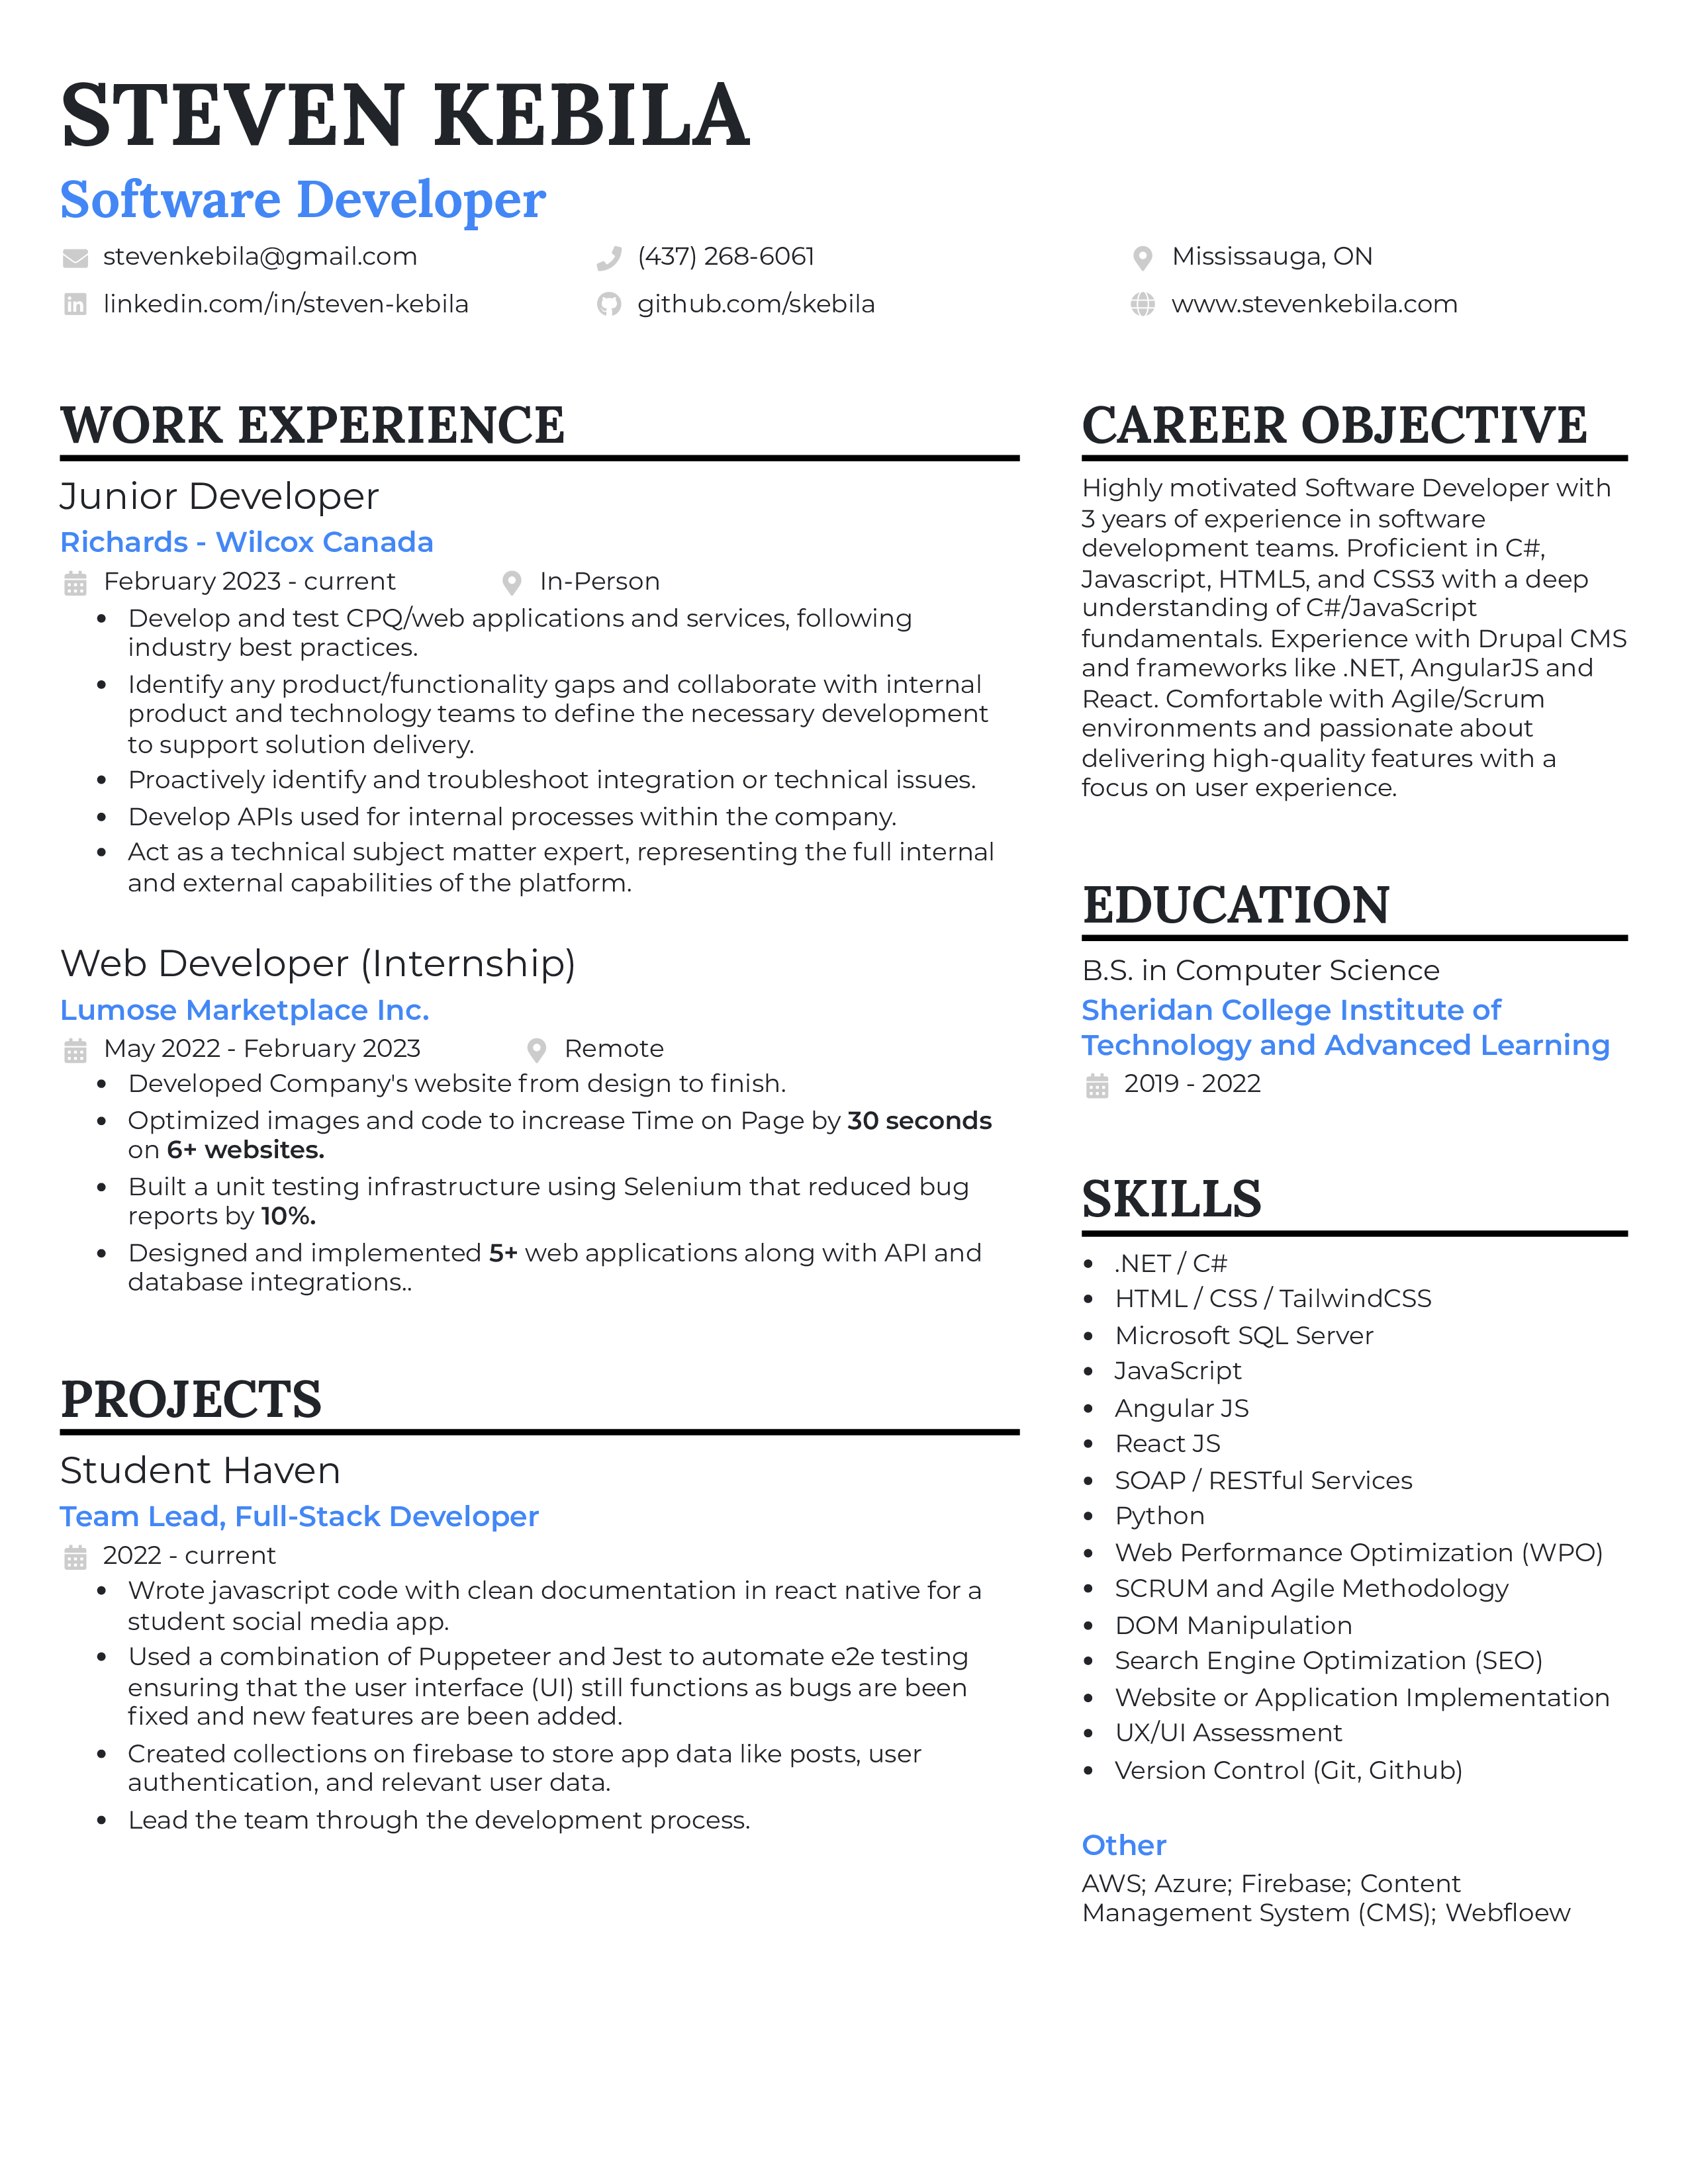 STEVEN KEBILA
Software Developer
stevenkebila@gmail.com
(437) 268-6061
Mississauga, ON
linkedin.com/in/steven-kebila
github.com/skebila
www.stevenkebila.com
WORK EXPERIENCE
Junior Developer
Richards - Wilcox Canada
February 2023 - current
In-Person
• Develop and test CPQ/web applications and services, following
industry best practices.
• Identify any product/functionality gaps and collaborate with internal
product and technology teams to define the necessary development
to support solution delivery.
• Proactively identify and troubleshoot integration or technical issues.
• Develop APIs used for internal processes within the company.
• Act as a technical subject matter expert, representing the full internal
and external capabilities of the platform.
Web Developer (Internship)
Lumose Marketplace Inc.
May 2022 - February 2023
Remote
• Developed Company's website from design to finish.
• Optimized images and code to increase Time on Page by 30 seconds
on 6+ websites.
• Built a unit testing infrastructure using Selenium that reduced bug
reports by 10%.
• Designed and implemented 5+ web applications along with API and
database integrations..
PROJECTS
Student Haven
Team Lead, Full-Stack Developer
2022 - current
• Wrote javascript code with clean documentation in react native for a
student social media app.
• Used a combination of Puppeteer and Jest to automate e2e testing
ensuring that the user interface (UI) still functions as bugs are been
fixed and new features are been added.
• Created collections on firebase to store app data like posts, user
authentication, and relevant user data.
• Lead the team through the development process.
CAREER OBJECTIVE
Highly motivated Software Developer with
3 years of experience in software
development teams. Proficient in C#,
Javascript, HTML5, and CSS3 with a deep
understanding of C#/JavaScript
fundamentals. Experience with Drupal CMS
and frameworks like .NET, AngularJS and
React. Comfortable with Agile/Scrum
environments and passionate about
delivering high-quality features with a
focus on user experience.
EDUCATION
B.S. in Computer Science
Sheridan College Institute of
Technology and Advanced Learning
2019 - 2022
SKILLS
• .NET / C#
• HTML / CSS / TailwindCSS
• Microsoft SQL Server
• JavaScript
• Angular JS
• React JS
• SOAP / RESTful Services
• Python
• Web Performance Optimization (WPO)
• SCRUM and Agile Methodology
• DOM Manipulation
• Search Engine Optimization (SEO)
• Website or Application Implementation
• UX/UI Assessment
• Version Control (Git, Github)
Other
AWS; Azure; Firebase; Content
Management System (CMS); Webfloew